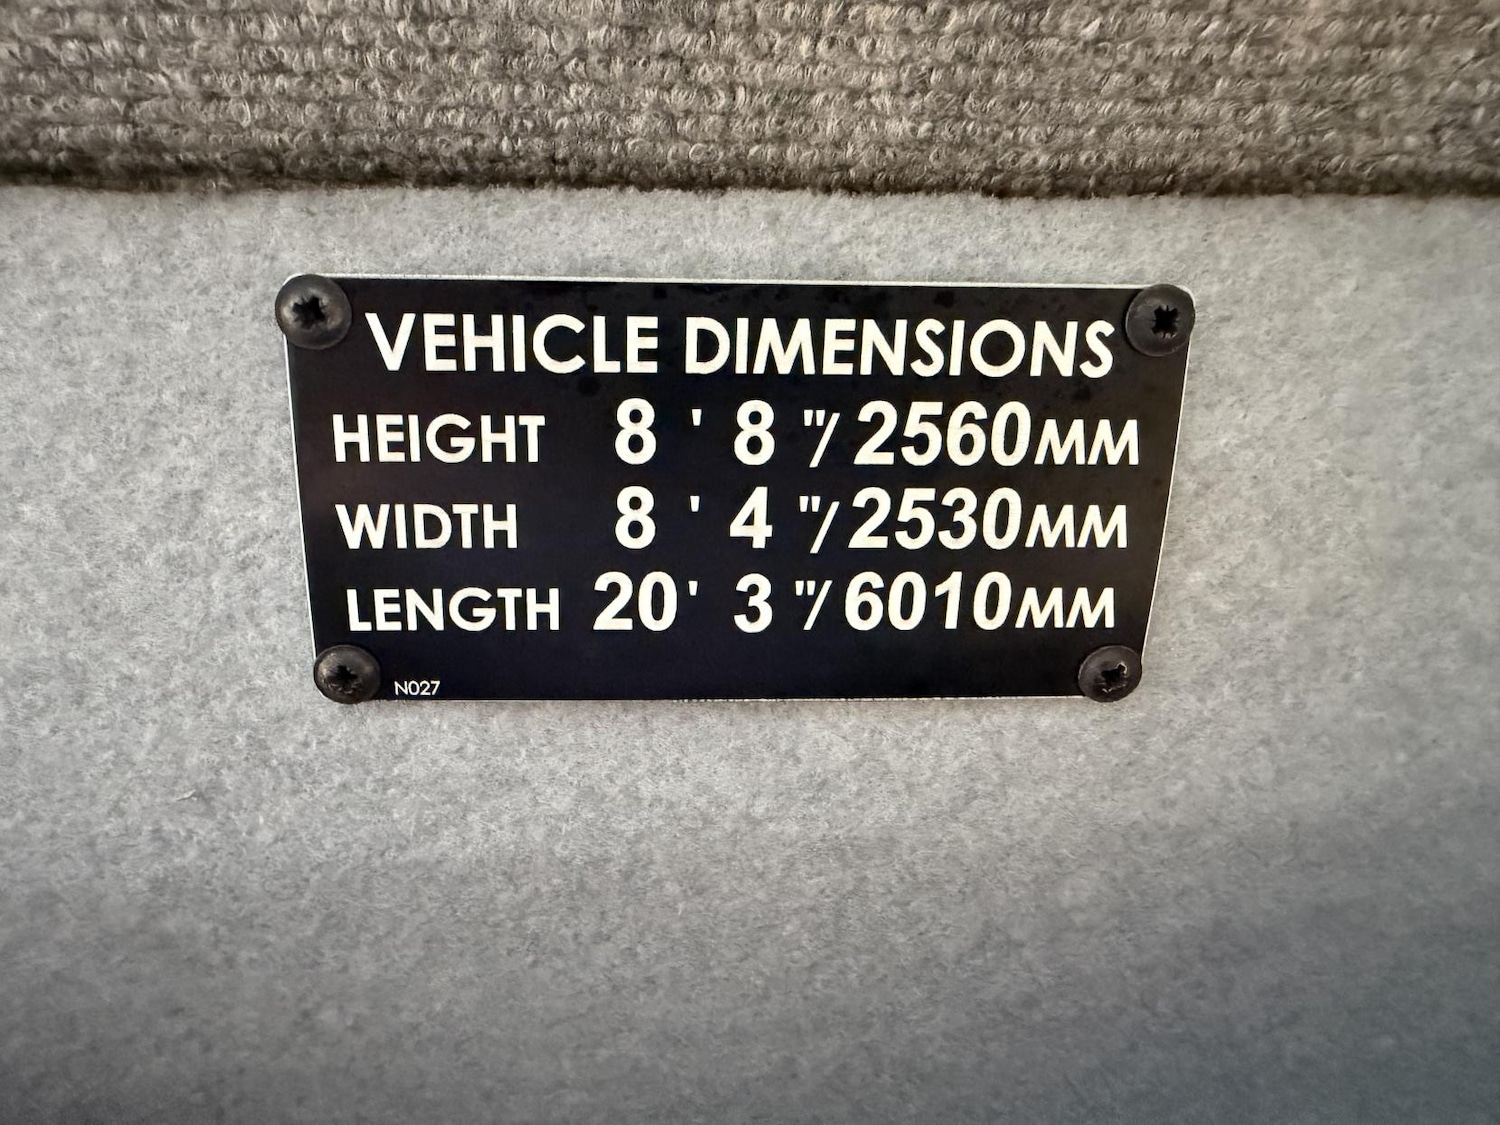 VEHICLE DIMENSIONS
HEIGHT 8 ' 8 "/ 2560MM
WIDTH 8 ' 4 "/ 2530MM
LENGTH 20 ' 3 "/ 6010MM
N027